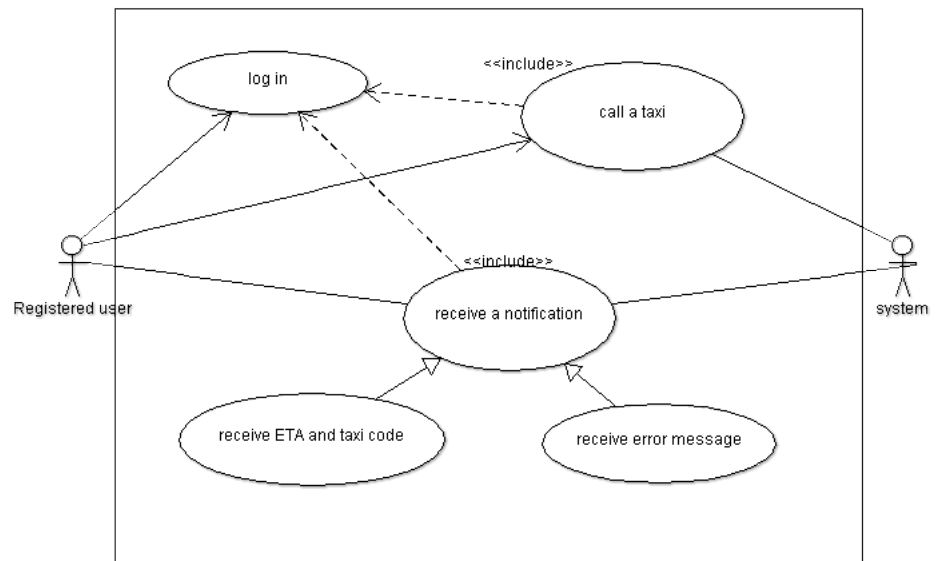 <<include>>
log in
call a taxi
<<include>>
Registered user
system
receive a notification
receive ETA and taxi code
receive error message